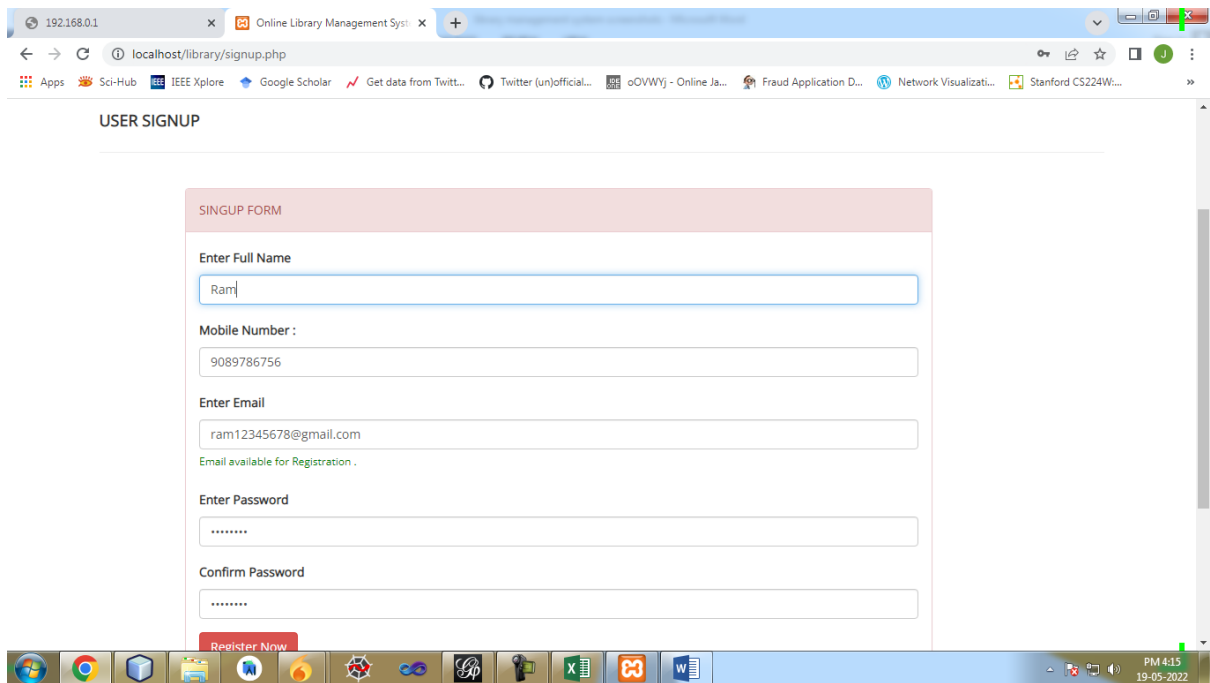 192.168.0.1
Online Library Management Syst
localhost/library/signup.php
J
Apps Sci-Hub IEEE IEEE Xplore Google Scholar Get data from Twitt... Twitter (un)official... oOVWYj - Online Ja... Fraud Application D... Network Visualizati... Stanford CS224W:... »
USER SIGNUP
SINGUP FORM
Enter Full Name
Ram
Mobile Number :
9089786756
Enter Email
ram12345678@gmail.com
Email available for Registration .
Enter Password
••••••••
Confirm Password
••••••••
Register Now
PM 4:15
19-05-2022